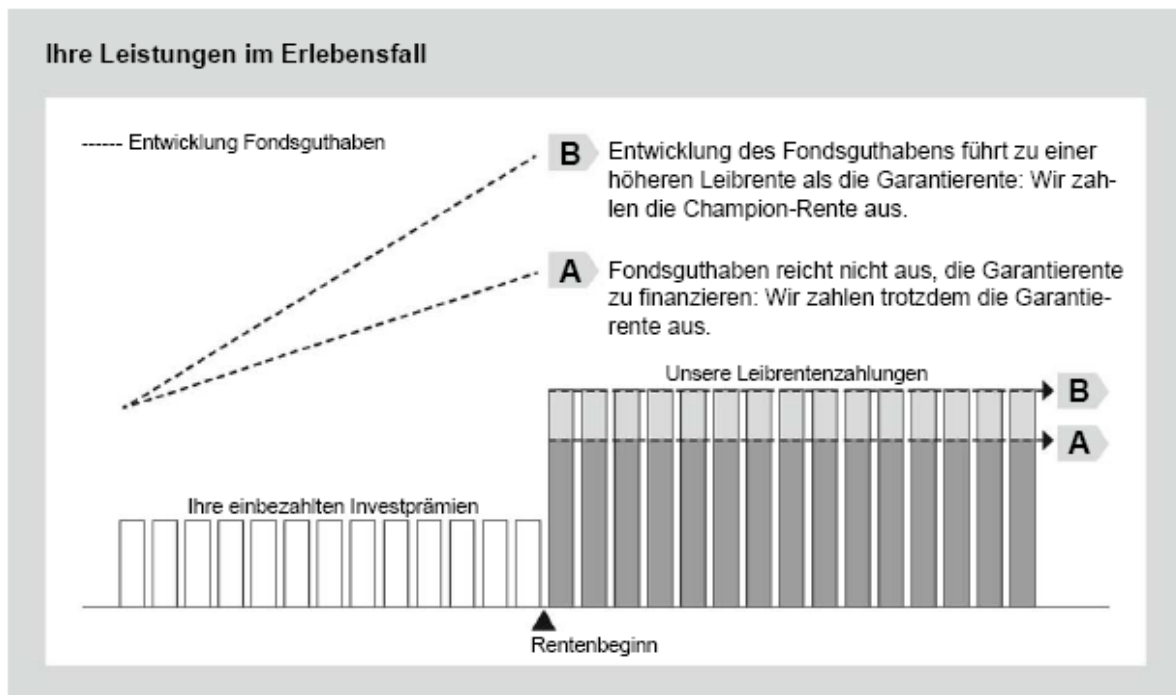 Ihre Leistungen im Erlebensfall
------ Entwicklung Fondsguthaben
B
Entwicklung des Fondsguthabens führt zu einer
höheren Leibrente als die Garantierente: Wir zah-
len die Champion-Rente aus.
A
Fondsguthaben reicht nicht aus, die Garantierente
zu finanzieren: Wir zahlen trotzdem die Garantie-
rente aus.
Unsere Leibrentenzahlungen
B
A
Ihre einbezahlten Investprämien
Rentenbeginn